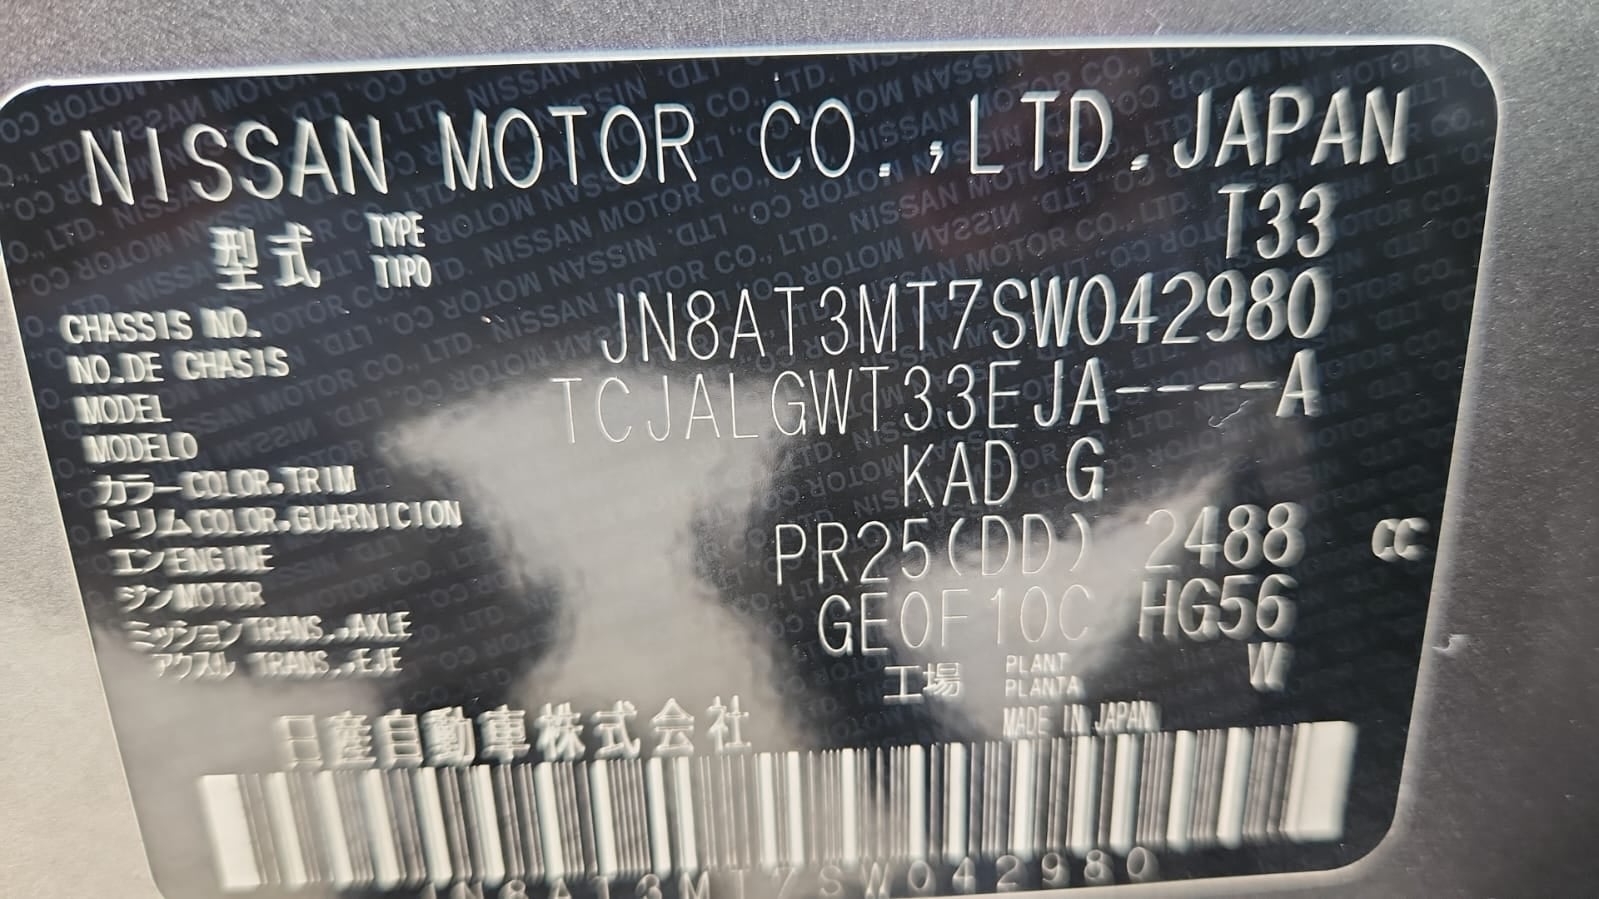 NISSAN MOTOR CO.,LTD.JAPAN
型式 TYPE TIPO T33
CHASSIS NO. JN8AT3MT7SW042980
NO.DE CHASIS
MODEL TCJALGWT33EJA----A
MODELO
カラー COLOR.TRIM KAD G
トリム COLOR.GUARNICION
エン ENGINE PR25(DD) 2488 CC
ジン MOTOR
ミッション TRANS.,AXLE GE0F10C HG56
アクスル TRANS.,EJE
工場 PLANT PLANTA W
日産自動車株式会社 MADE IN JAPAN
JN8AT3MT7SW042980